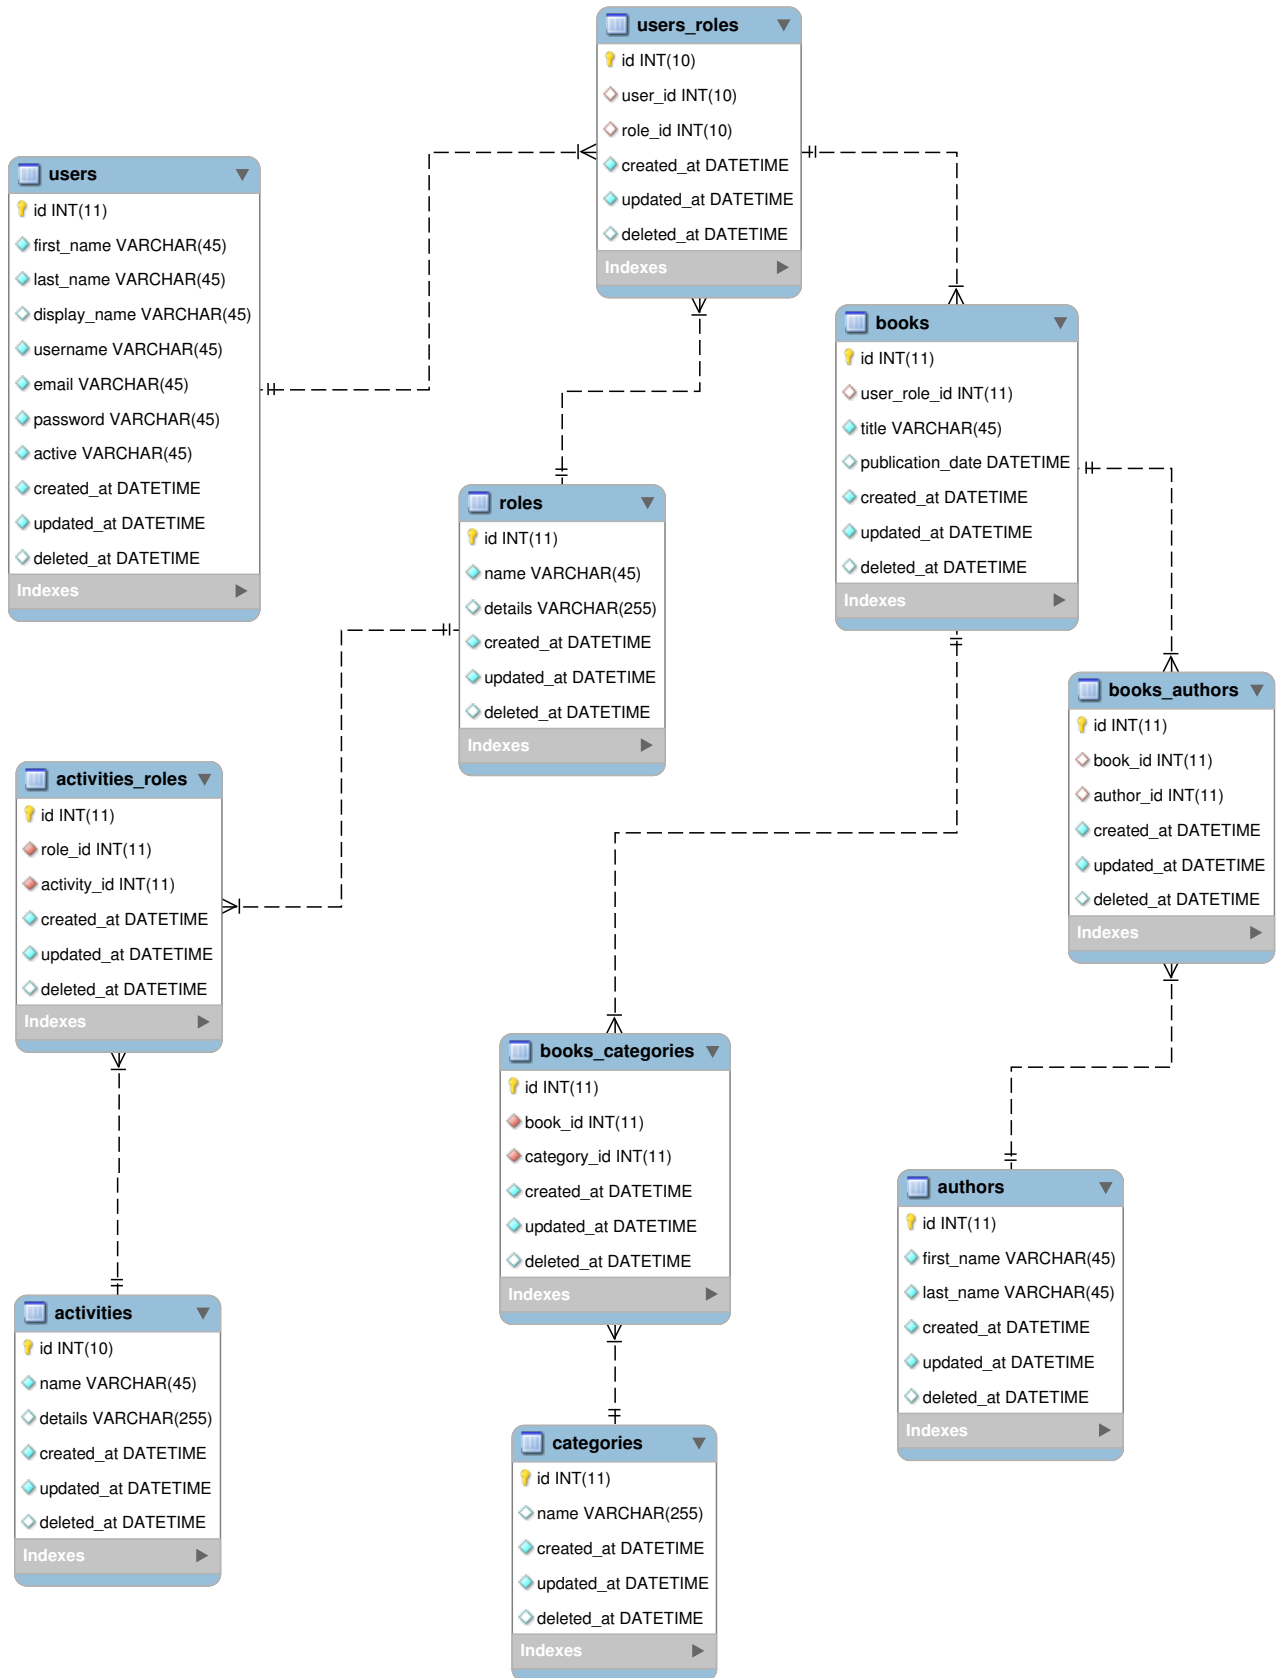 users_roles
id INT(10)
user_id INT(10)
role_id INT(10)
created_at DATETIME
updated_at DATETIME
deleted_at DATETIME
Indexes
users
id INT(11)
first_name VARCHAR(45)
last_name VARCHAR(45)
display_name VARCHAR(45)
username VARCHAR(45)
email VARCHAR(45)
password VARCHAR(45)
active VARCHAR(45)
created_at DATETIME
updated_at DATETIME
deleted_at DATETIME
Indexes
books
id INT(11)
user_role_id INT(11)
title VARCHAR(45)
publication_date DATETIME
created_at DATETIME
updated_at DATETIME
deleted_at DATETIME
Indexes
roles
id INT(11)
name VARCHAR(45)
details VARCHAR(255)
created_at DATETIME
updated_at DATETIME
deleted_at DATETIME
Indexes
books_authors
id INT(11)
book_id INT(11)
author_id INT(11)
created_at DATETIME
updated_at DATETIME
deleted_at DATETIME
Indexes
activities_roles
id INT(11)
role_id INT(11)
activity_id INT(11)
created_at DATETIME
updated_at DATETIME
deleted_at DATETIME
Indexes
books_categories
id INT(11)
book_id INT(11)
category_id INT(11)
created_at DATETIME
updated_at DATETIME
deleted_at DATETIME
Indexes
authors
id INT(11)
first_name VARCHAR(45)
last_name VARCHAR(45)
created_at DATETIME
updated_at DATETIME
deleted_at DATETIME
Indexes
activities
id INT(10)
name VARCHAR(45)
details VARCHAR(255)
created_at DATETIME
updated_at DATETIME
deleted_at DATETIME
Indexes
categories
id INT(11)
name VARCHAR(255)
created_at DATETIME
updated_at DATETIME
deleted_at DATETIME
Indexes